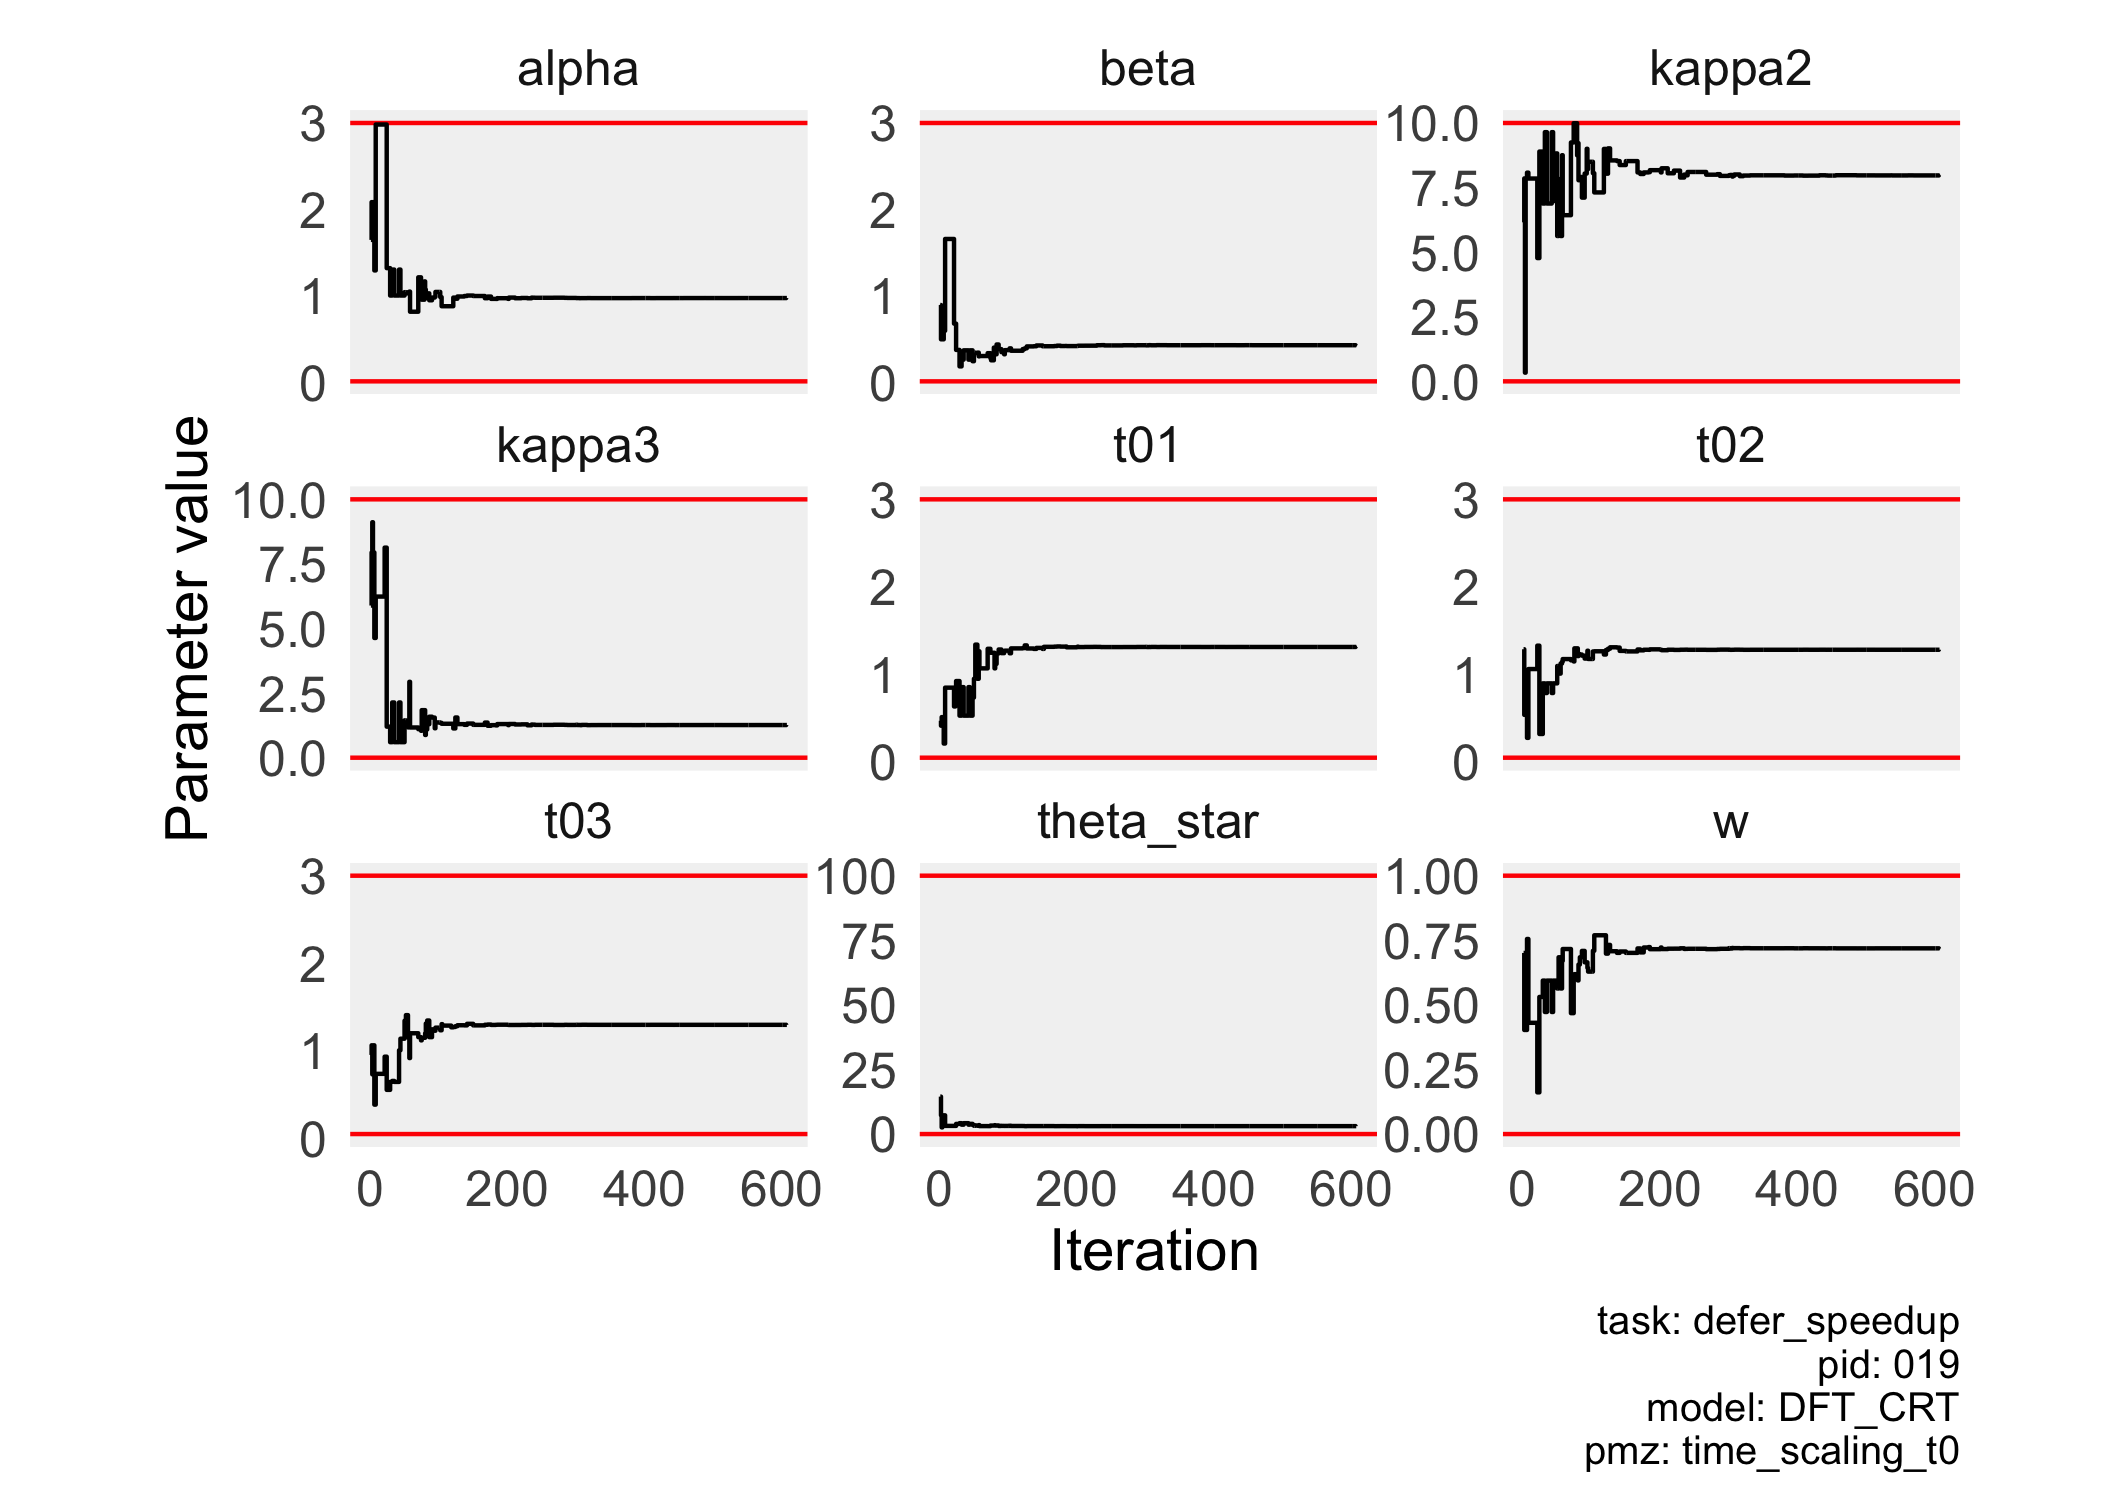 alpha
beta
kappa2
3
2
1
0
3
2
1
0
10.0
7.5
5.0
2.5
0.0
kappa3
t01
t02
10.0
7.5
5.0
2.5
0.0
3
2
1
0
3
2
1
0
t03
theta_star
w
3
2
1
0
100
75
50
25
0
1.00
0.75
0.50
0.25
0.00
0 200 400 600
0 200 400 600
0 200 400 600
Parameter value
Iteration
task: defer_speedup
pid: 019
model: DFT_CRT
pmz: time_scaling_t0